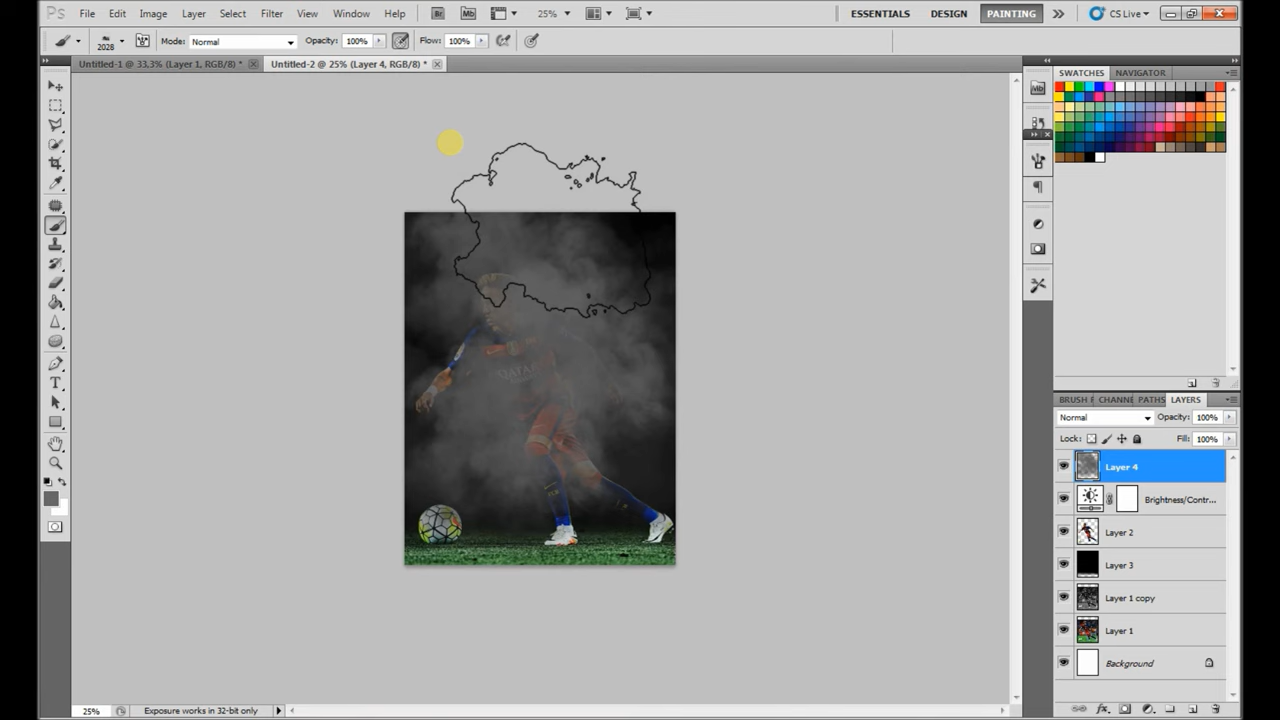 Ps File Edit Image Layer Select Filter View Window Help Br Mb 25% ESSENTIALS DESIGN PAINTING CS Live
2028 Mode: Normal Opacity: 100% Flow: 100%
Untitled-1 @ 33,3% (Layer 1, RGB/8) * Untitled-2 @ 25% (Layer 4, RGB/8) *
SWATCHES NAVIGATOR
QATAR
BRUSH F CHANNE PATHS LAYERS
Normal Opacity: 100%
Lock: Fill: 100%
Layer 4
Brightness/Contr...
Layer 2
Layer 3
Layer 1 copy
Layer 1
Background
25% Exposure works in 32-bit only